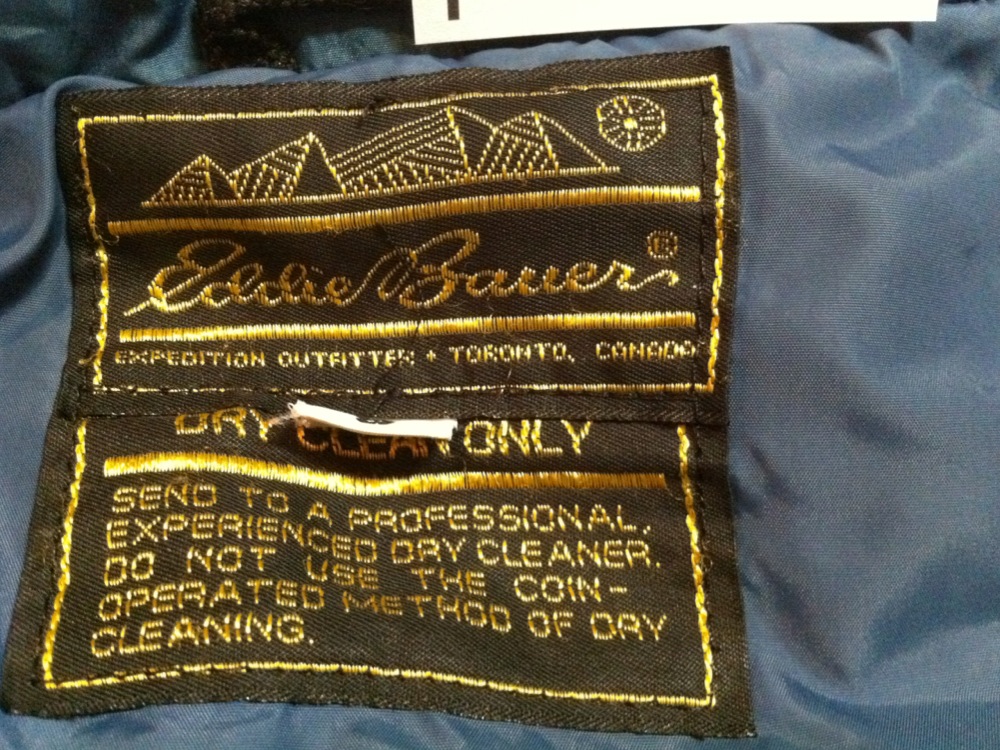 Eddie Bauer ®
EXPEDITION OUTFITTER • TORONTO, CANADA
DRY CLEAN ONLY
SEND TO A PROFESSIONAL,
EXPERIENCED DRY CLEANER.
DO NOT USE THE COIN-
OPERATED METHOD OF DRY
CLEANING.